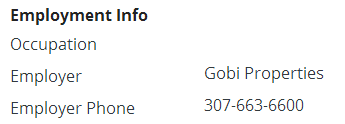 Employment Info
Occupation
Employer Gobi Properties
Employer Phone 307-663-6600